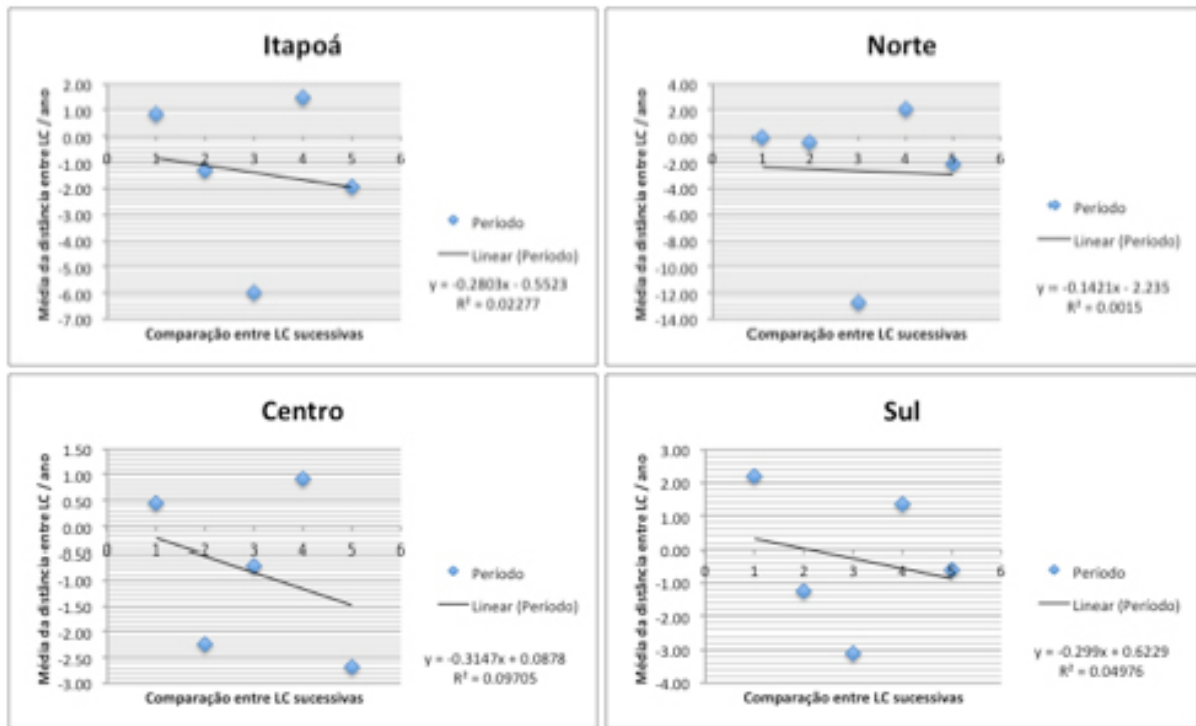 Itapoá
Média da distância entre LC / ano
2.00
1.00
0.00
-1.00
-2.00
-3.00
-4.00
-5.00
-6.00
-7.00
0 1 2 3 4 5 6
Comparação entre LC sucessivas
Período
Linear (Período)
y = -0.2803x - 0.5523
R² = 0.02277
Norte
Média da distância entre LC / ano
4.00
2.00
0.00
-2.00
-4.00
-6.00
-8.00
-10.00
-12.00
-14.00
0 1 2 3 4 5 6
Comparação entre LC sucessivas
Período
Linear (Período)
y = -0.1421x - 2.235
R² = 0.0015
Centro
Média da distância entre LC / ano
1.50
1.00
0.50
0.00
-0.50
-1.00
-1.50
-2.00
-2.50
-3.00
0 1 2 3 4 5 6
Comparação entre LC sucessivas
Período
Linear (Período)
y = -0.3147x + 0.0878
R² = 0.09705
Sul
Média da distância entre LC / ano
3.00
2.00
1.00
0.00
-1.00
-2.00
-3.00
-4.00
0 1 2 3 4 5 6
Comparação entre LC sucessivas
Período
Linear (Período)
y = -0.299x + 0.6229
R² = 0.04976